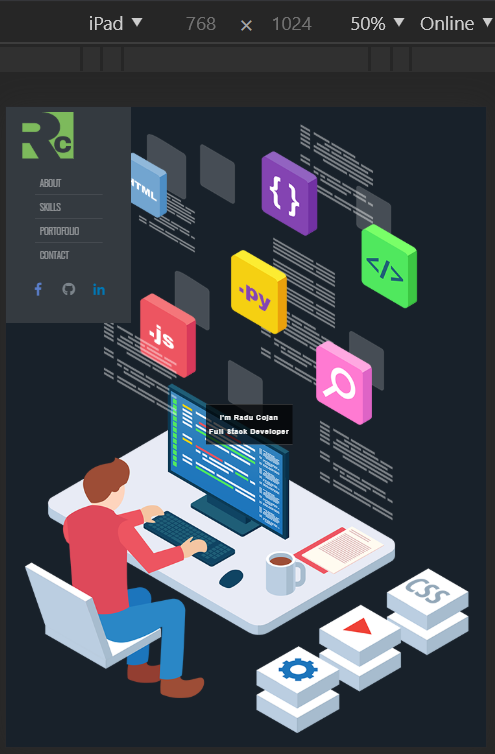 iPad ▼ 768 × 1024 50% ▼ Online ▼
Rc
ABOUT
SKILLS
PORTOFOLIO
CONTACT
f
in
HTML
{ }
</>
.py
.js
I'm Radu Cojan
Full Stack Developer
CSS